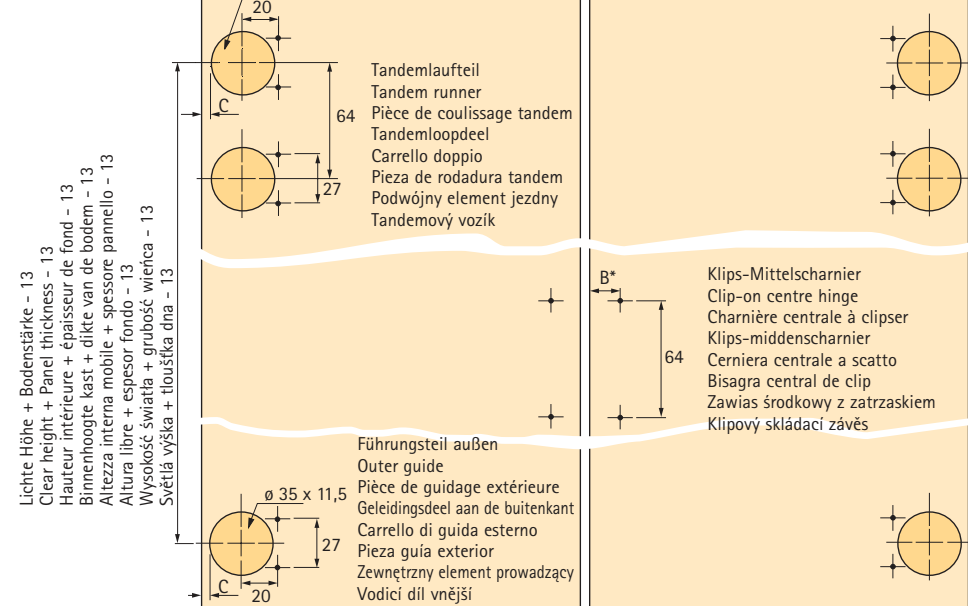 20
C
64
27
Tandemlaufteil
Tandem runner
Pièce de coulissage tandem
Tandemloopdeel
Carrello doppio
Pieza de rodadura tandem
Podwójny element jezdny
Tandemový vozík
Lichte Höhe + Bodenstärke - 13
Clear height + Panel thickness - 13
Hauteur intérieure + épaisseur de fond - 13
Binnenhoogte kast + dikte van de bodem - 13
Altezza interna mobile + spessore pannello - 13
Altura libre + espesor fondo - 13
Wysokość światła + grubość wieńca - 13
Světlá výška + tloušťka dna - 13
B*
64
Klips-Mittelscharnier
Clip-on centre hinge
Charnière centrale à clipser
Klips-middenscharnier
Cerniera centrale a scatto
Bisagra central de clip
Zawias środkowy z zatrzaskiem
Klipový skládací závěs
ø 35 x 11,5
27
C
20
Führungsteil außen
Outer guide
Pièce de guidage extérieure
Geleidingsdeel aan de buitenkant
Carrello di guida esterno
Pieza guía exterior
Zewnętrzny element prowadzący
Vodicí díl vnější